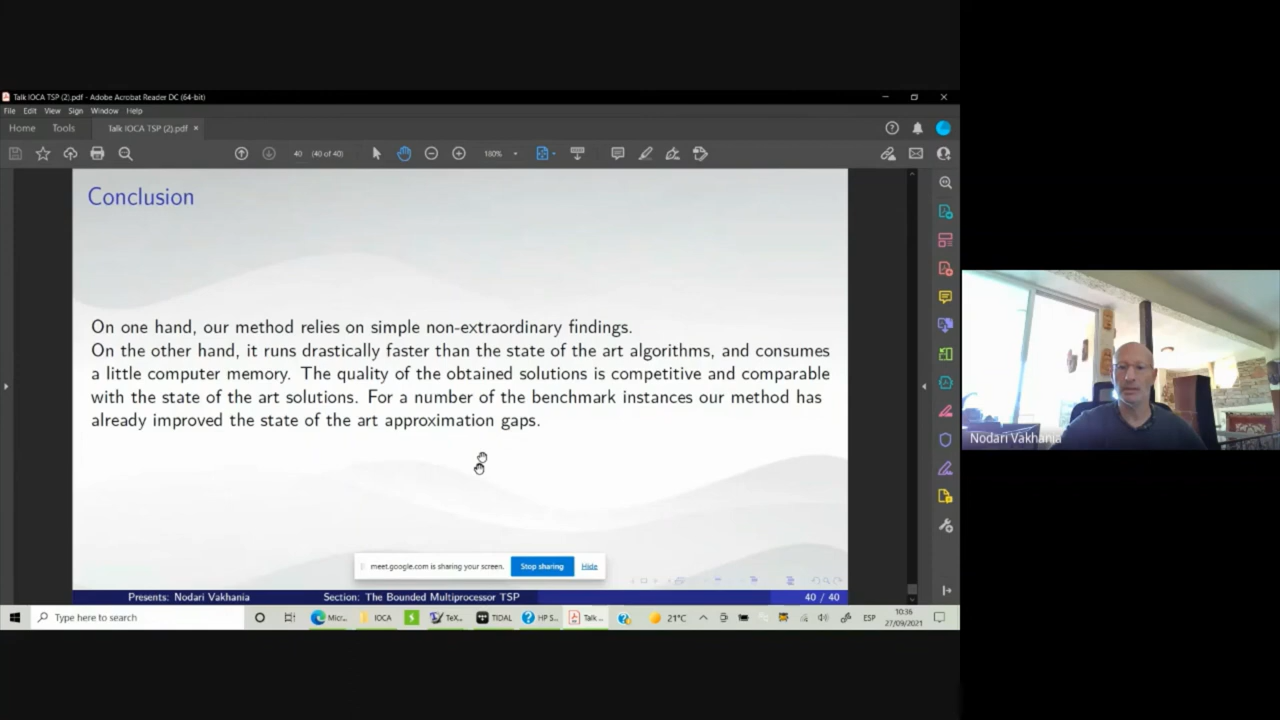 Talk IOCA TSP (2).pdf - Adobe Acrobat Reader DC (64-bit)
File Edit View Sign Window Help
Home Tools Talk IOCA TSP (2).pdf ×
40 (40 of 40) 180%
Conclusion
On one hand, our method relies on simple non-extraordinary findings.
On the other hand, it runs drastically faster than the state of the art algorithms, and consumes
a little computer memory. The quality of the obtained solutions is competitive and comparable
with the state of the art solutions. For a number of the benchmark instances our method has
already improved the state of the art approximation gaps.
Nodari Vakhania
meet.google.com is sharing your screen. Stop sharing Hide
Presents: Nodari Vakhania Section: The Bounded Multiprocessor TSP 40 / 40
Type here to search Micr... IOCA TeX... TIDAL HP S... Talk ... 21°C ESP 10:36
27/09/2021